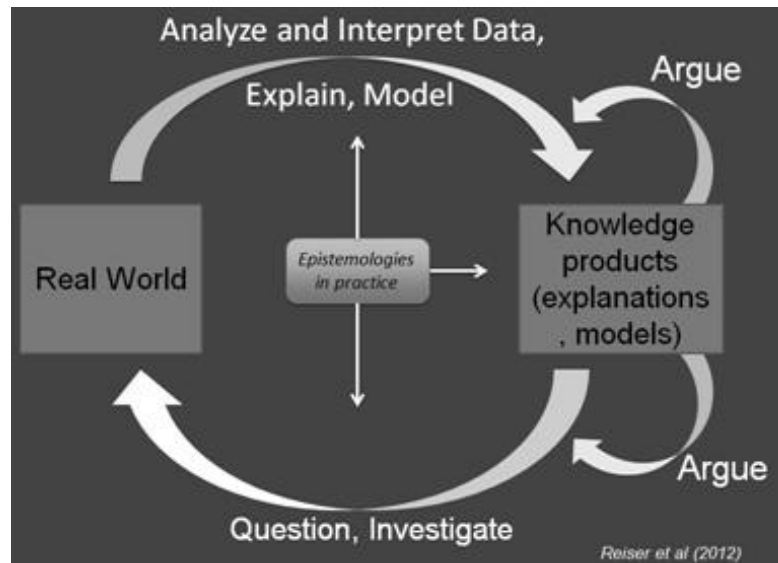 Analyze and Interpret Data,
Explain, Model
Argue
Real World
Epistemologies
in practice
Knowledge
products
(explanations
, models)
Argue
Question, Investigate
Reiser et al (2012)